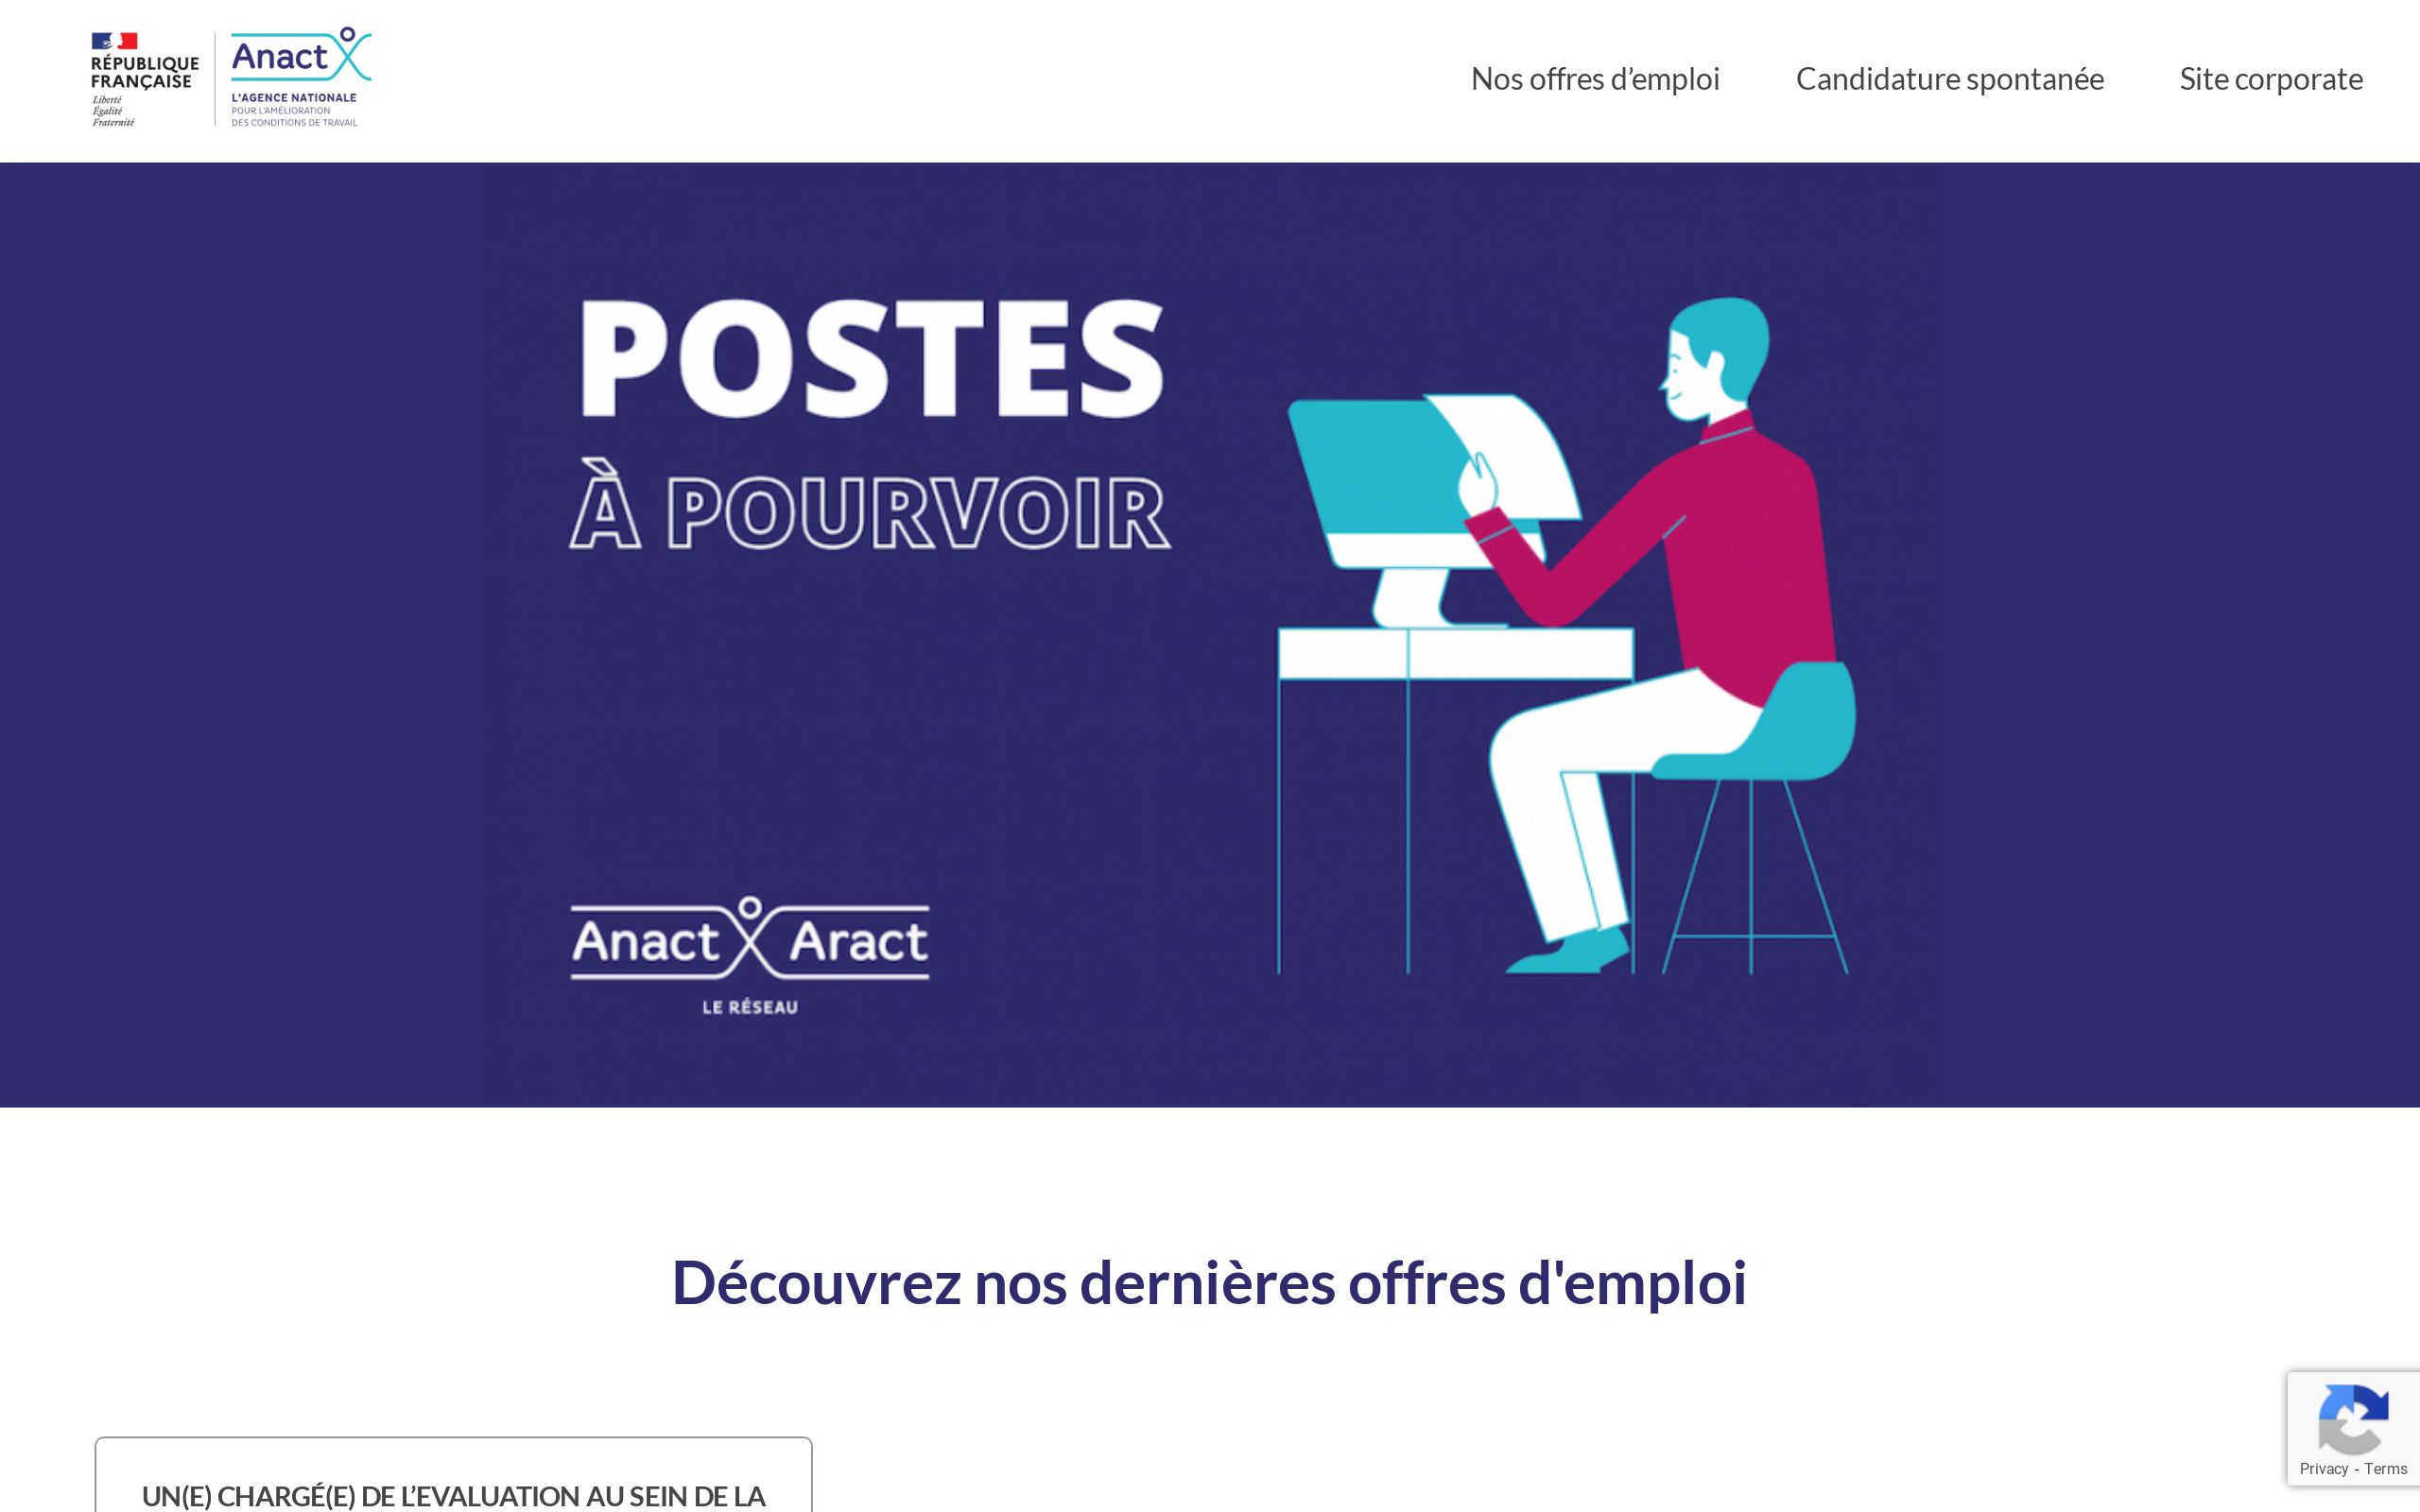 RÉPUBLIQUE
FRANÇAISE
Liberté
Égalité
Fraternité
Anact
L'AGENCE NATIONALE
POUR L'AMÉLIORATION
DES CONDITIONS DE TRAVAIL
Nos offres d’emploi
Candidature spontanée
Site corporate
POSTES
À POURVOIR
Anact Aract
LE RÉSEAU
Découvrez nos dernières offres d'emploi
UN(E) CHARGÉ(E) DE L’EVALUATION AU SEIN DE LA
Privacy - Terms